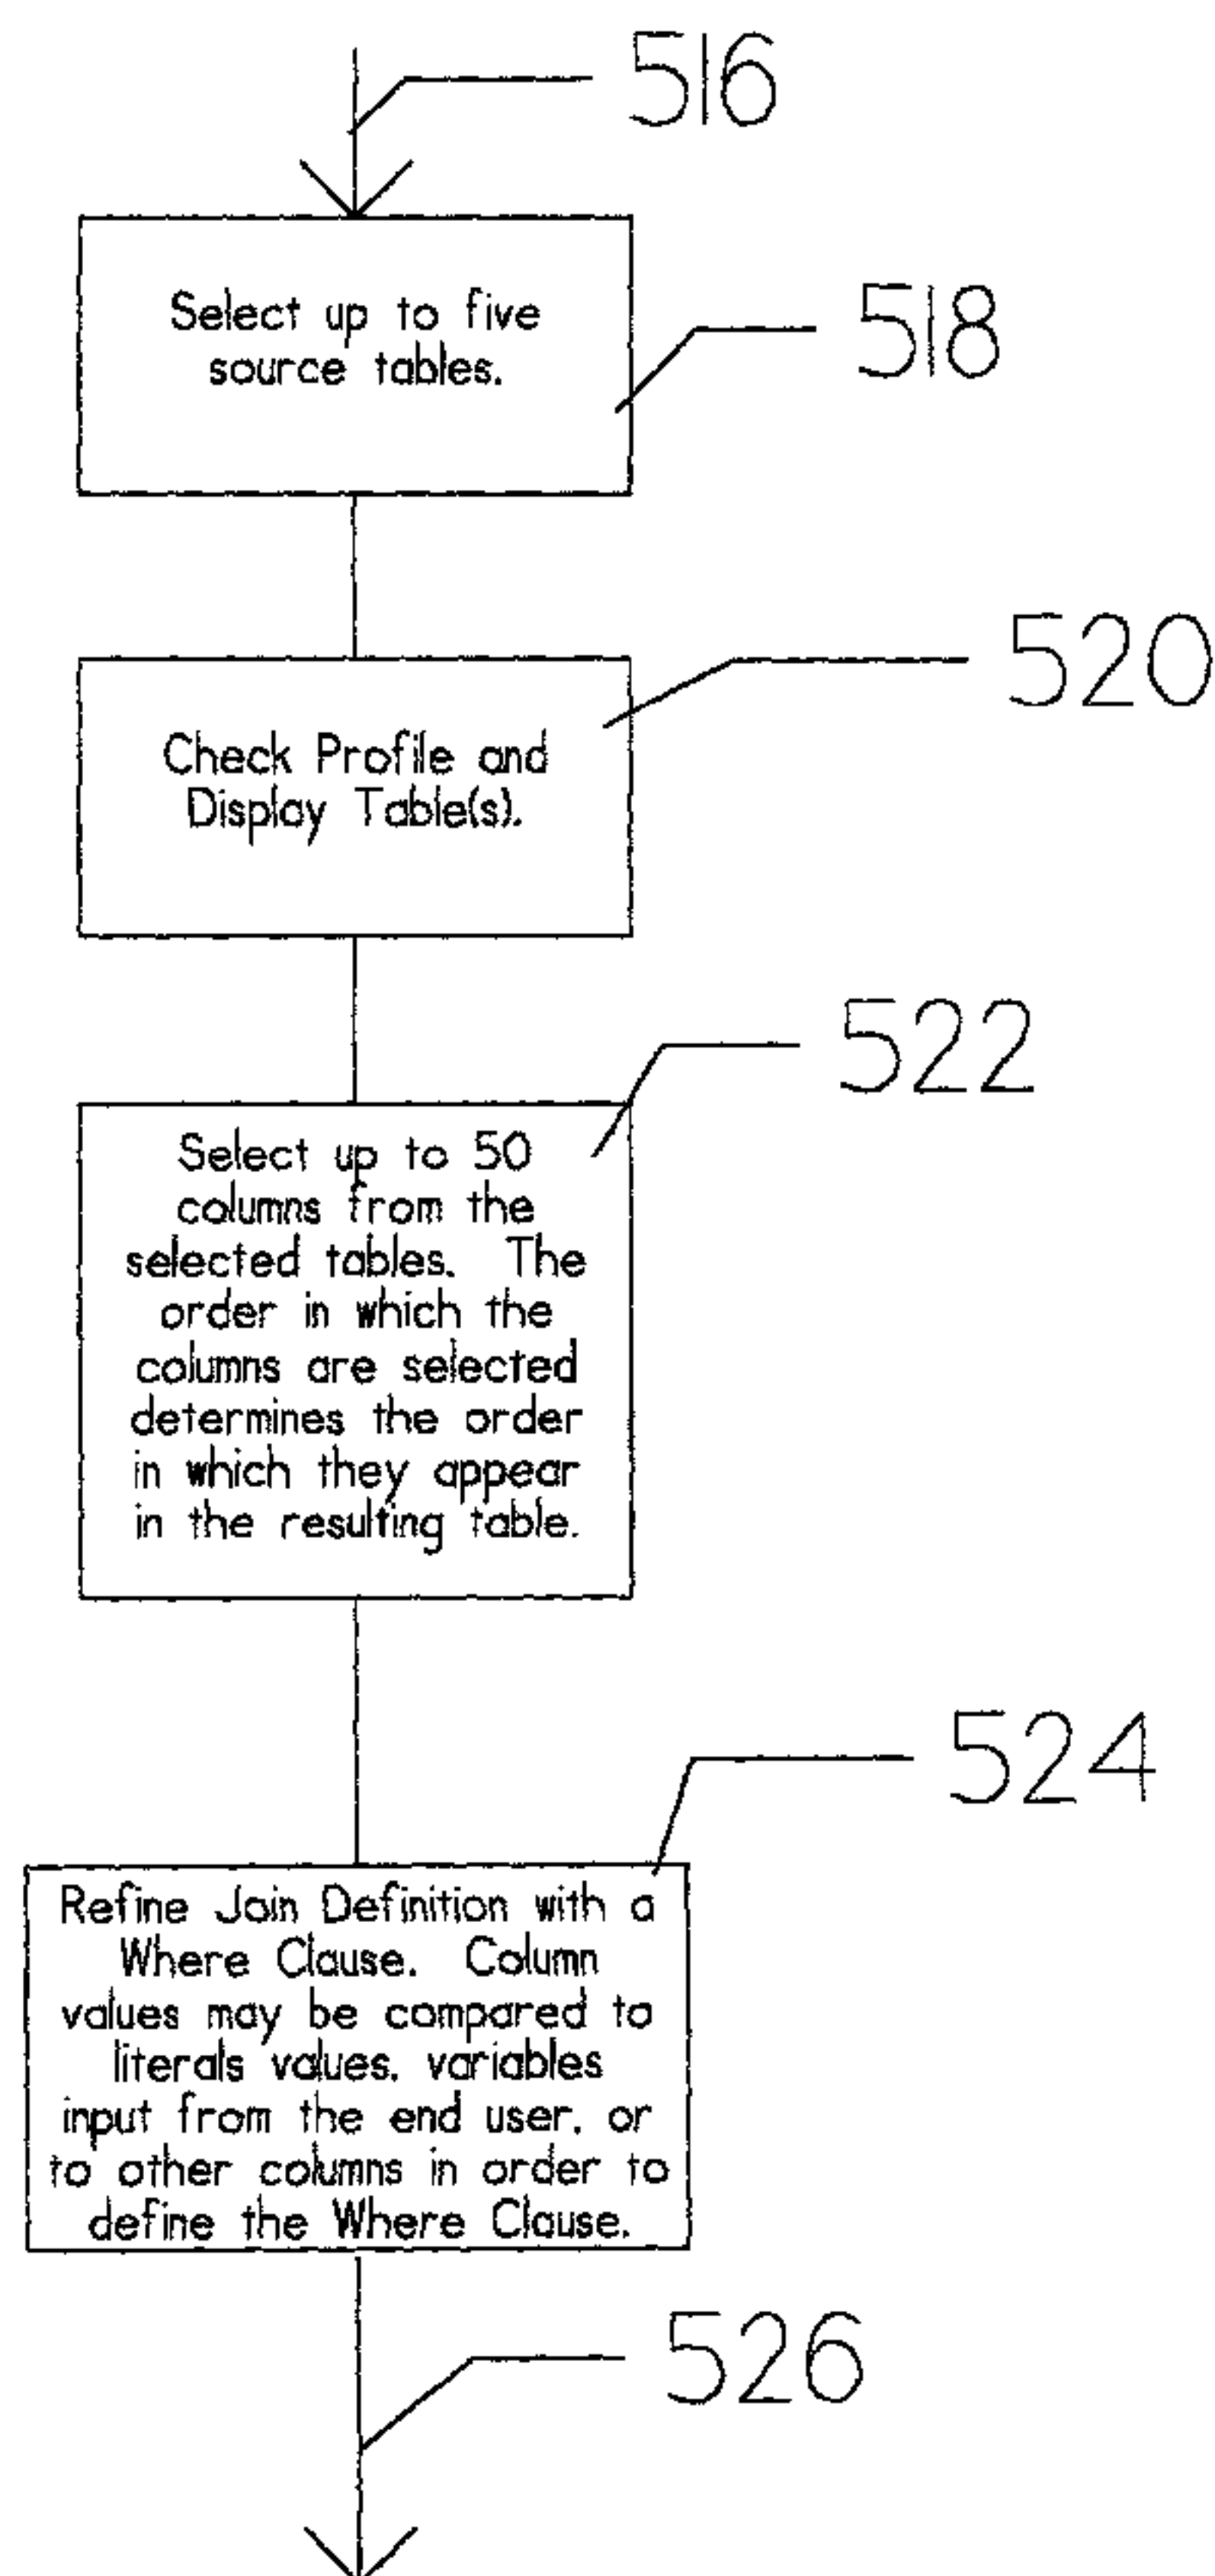 516
Select up to five
source tables.
518
520
Check Profile and
Display Table(s).
522
Select up to 50
columns from the
selected tables. The
order in which the
columns are selected
determines the order
in which they appear
in the resulting table.
524
Refine Join Definition with a
Where Clause. Column
values may be compared to
literals values, variables
input from the end user, or
to other columns in order to
define the Where Clause.
526